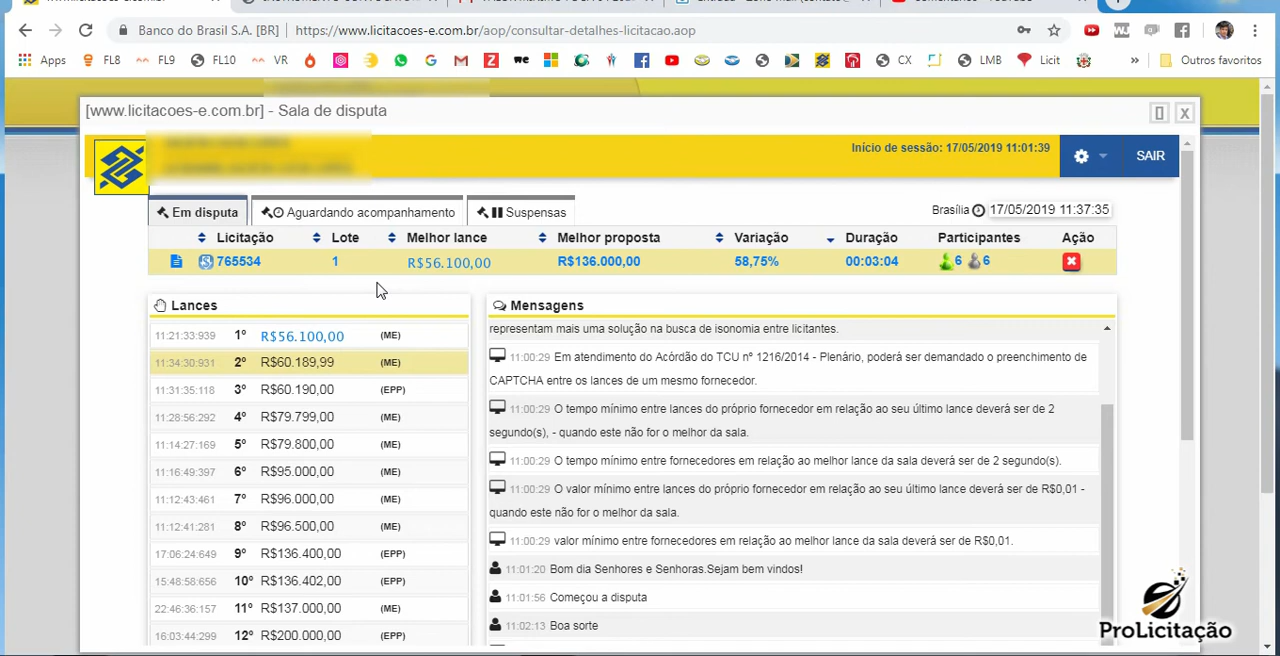 Banco do Brasil S.A. [BR] https://www.licitacoes-e.com.br/aop/consultar-detalhes-licitacao.aop
Apps FL8 FL9 FL10 VR CX LMB Licit » Outros favoritos
[www.licitacoes-e.com.br] - Sala de disputa X
Início de sessão: 17/05/2019 11:01:39 SAIR
Em disputa Aguardando acompanhamento Suspensas Brasília 17/05/2019 11:37:35
Licitação Lote Melhor lance Melhor proposta Variação Duração Participantes Ação
765534 1 R$56.100,00 R$136.000,00 58,75% 00:03:04 6 6
Lances
11:21:33:939 1º R$56.100,00 (ME)
11:34:30:931 2º R$60.189,99 (ME)
11:31:35:118 3º R$60.190,00 (EPP)
11:28:56:292 4º R$79.799,00 (ME)
11:14:27:169 5º R$79.800,00 (ME)
11:16:49:397 6º R$95.000,00 (ME)
11:12:43:461 7º R$96.000,00 (ME)
11:12:41:281 8º R$96.500,00 (ME)
17:06:24:649 9º R$136.400,00 (EPP)
15:48:58:656 10º R$136.402,00 (EPP)
22:46:36:157 11º R$137.000,00 (ME)
16:03:44:299 12º R$200.000,00 (EPP)
Mensagens
representam mais uma solução na busca de isonomia entre licitantes.
11:00:29 Em atendimento do Acórdão do TCU nº 1216/2014 - Plenário, poderá ser demandado o preenchimento de
CAPTCHA entre os lances de um mesmo fornecedor.
11:00:29 O tempo mínimo entre lances do próprio fornecedor em relação ao seu último lance deverá ser de 2
segundo(s), - quando este não for o melhor da sala.
11:00:29 O tempo mínimo entre fornecedores em relação ao melhor lance da sala deverá ser de 2 segundo(s).
11:00:29 O valor mínimo entre lances do próprio fornecedor em relação ao seu último lance deverá ser de R$0,01 -
quando este não for o melhor da sala.
11:00:29 valor mínimo entre fornecedores em relação ao melhor lance da sala deverá ser de R$0,01.
11:01:20 Bom dia Senhores e Senhoras.Sejam bem vindos!
11:01:56 Começou a disputa
11:02:13 Boa sorte
ProLicitação